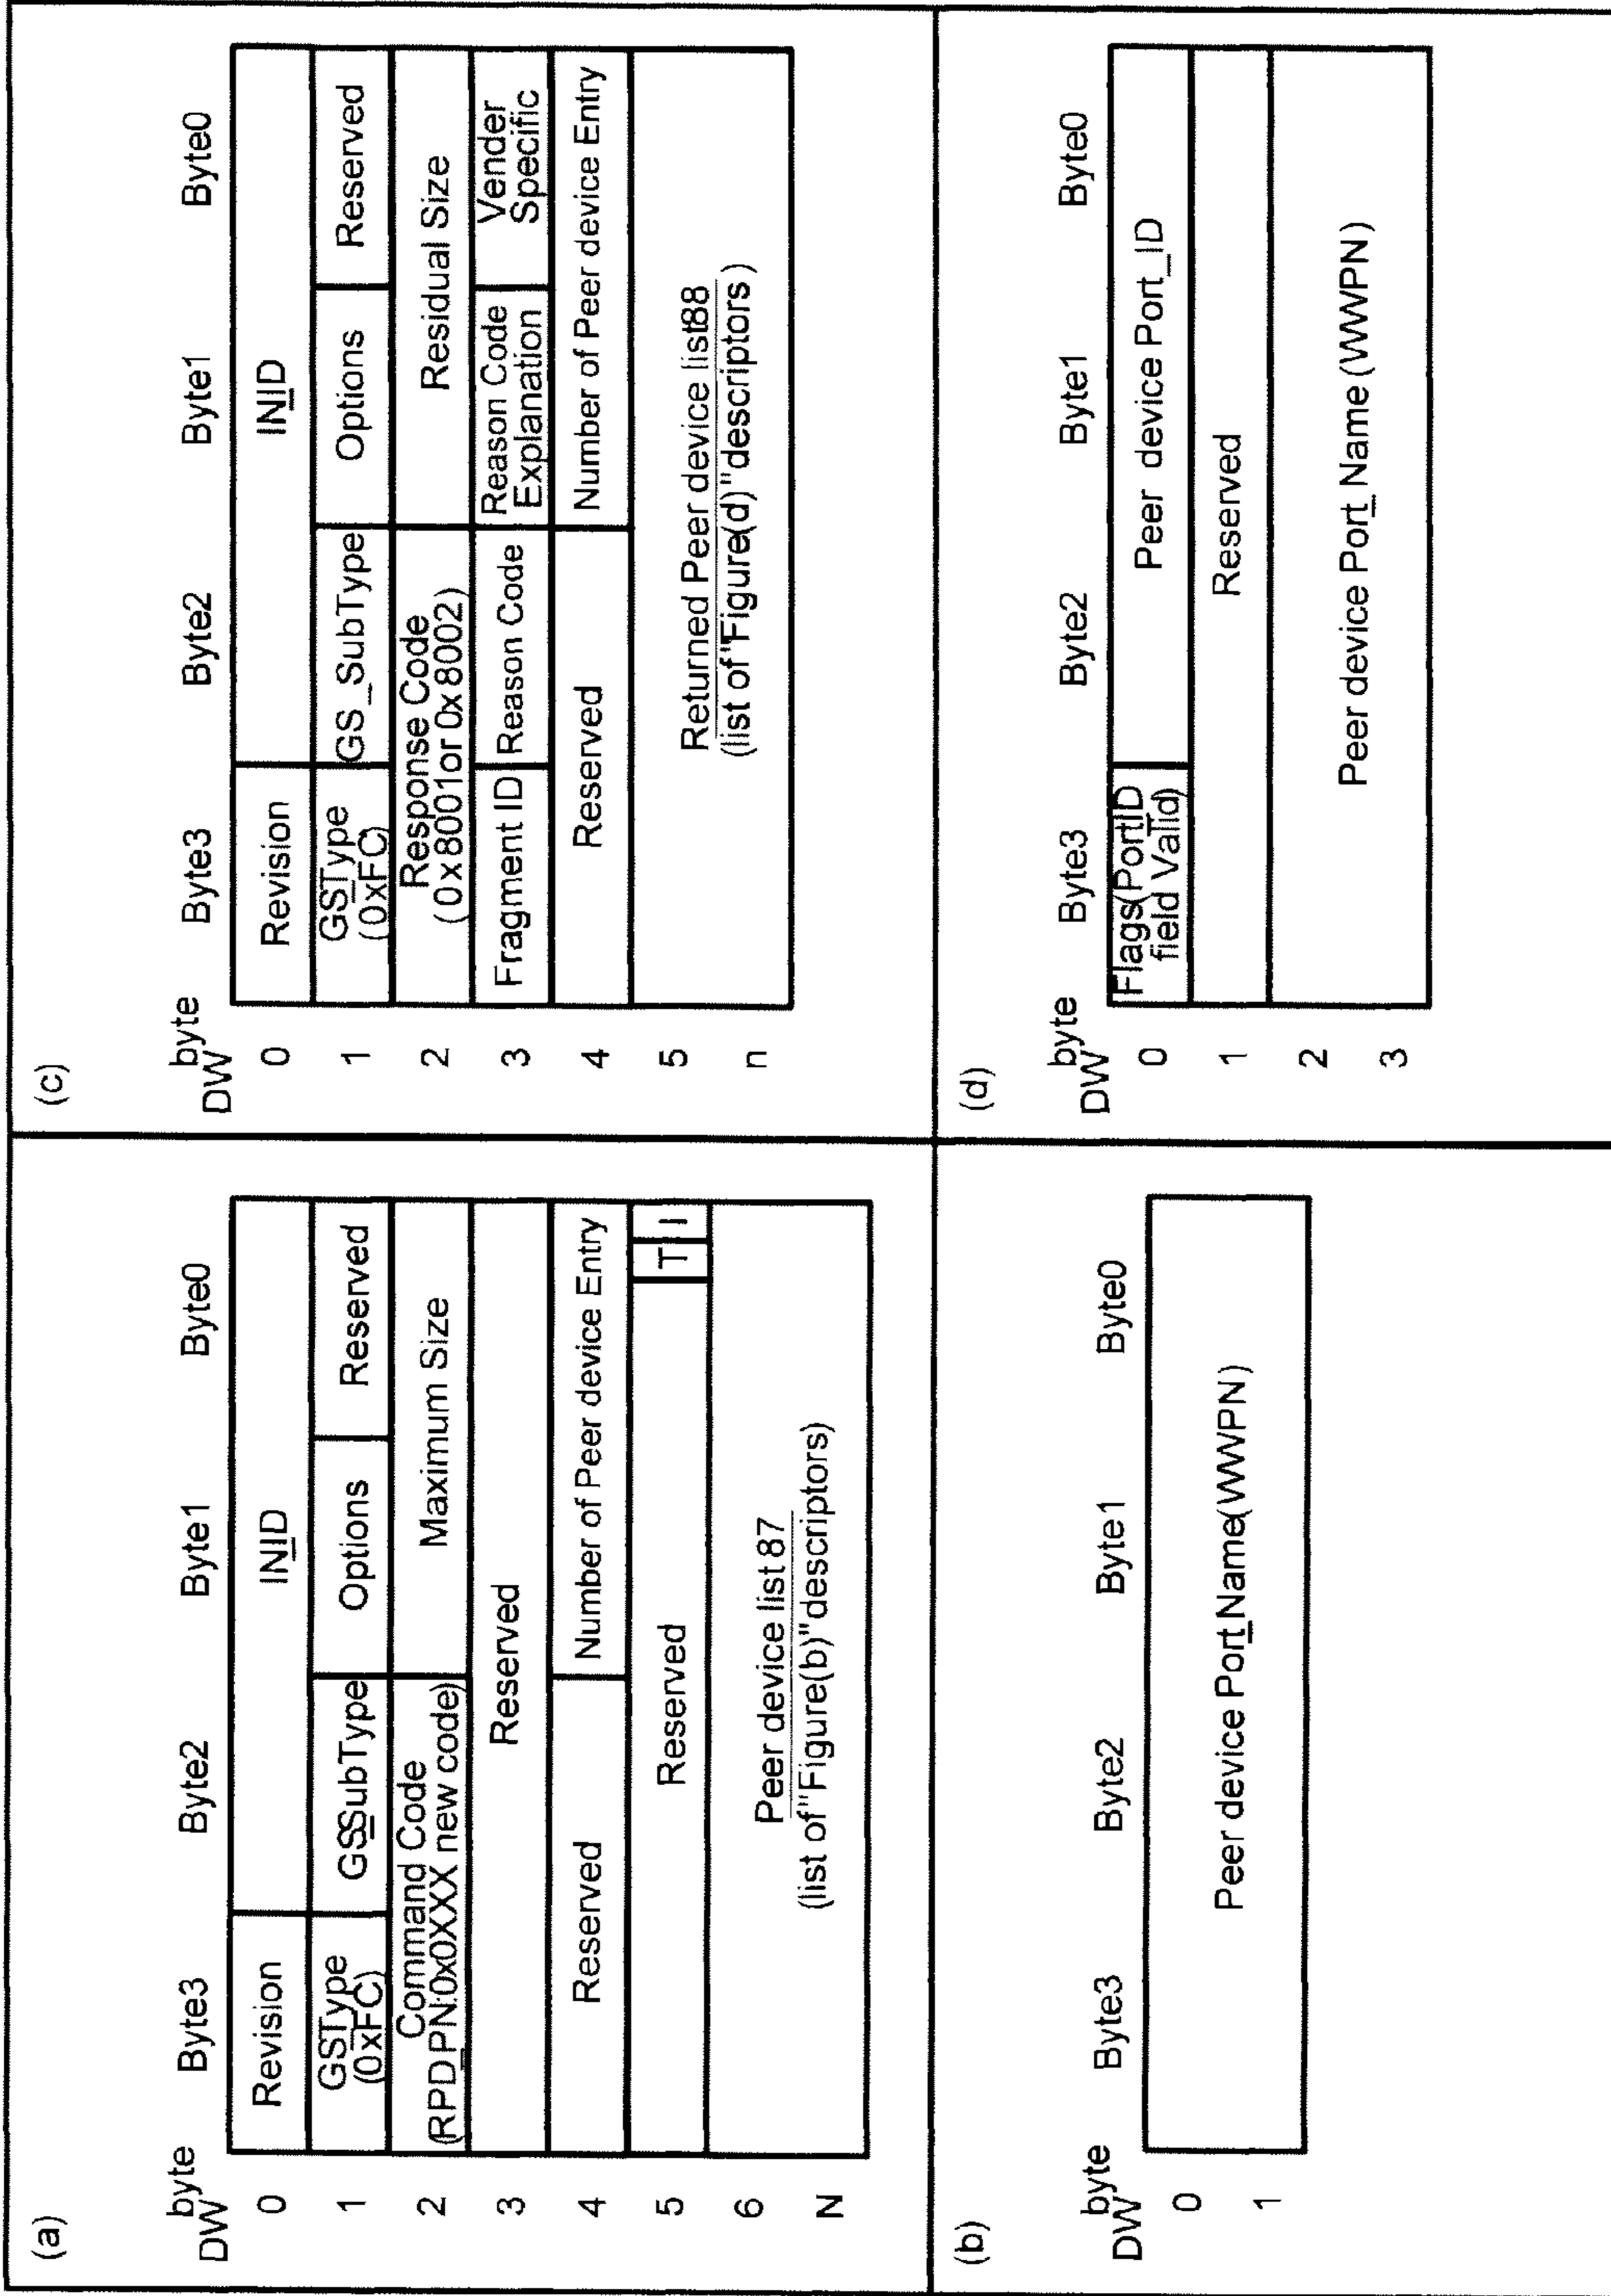 (a)
byte
DW
Byte3 Byte2 Byte1 Byte0
0 Revision IN_ID
1 GS_Type (0xFC) GS_SubType Options Reserved
2 Command Code (RPD_PN:0x0XXX new code) Maximum Size
3 Reserved
4 Reserved Number of Peer device Entry
5 Reserved T I
6 Peer device list 87
N (list of "Figure(b)" descriptors)
(b)
byte
DW
Byte3 Byte2 Byte1 Byte0
0 Peer device Port_Name(WWPN)
1
(c)
byte
DW
Byte3 Byte2 Byte1 Byte0
0 Revision IN_ID
1 GS_Type (0xFC) GS_SubType Options Reserved
2 Response Code (0x8001or 0x8002) Residual Size
3 Fragment ID Reason Code Reason Code Explanation Vender Specific
4 Reserved Number of Peer device Entry
5 Returned Peer device list88
n (list of "Figure(d)" descriptors)
(d)
byte
DW
Byte3 Byte2 Byte1 Byte0
0 Flags(Port_ID field Valid) Peer device Port_ID
1 Reserved
2 Peer device Port_Name (WWPN)
3